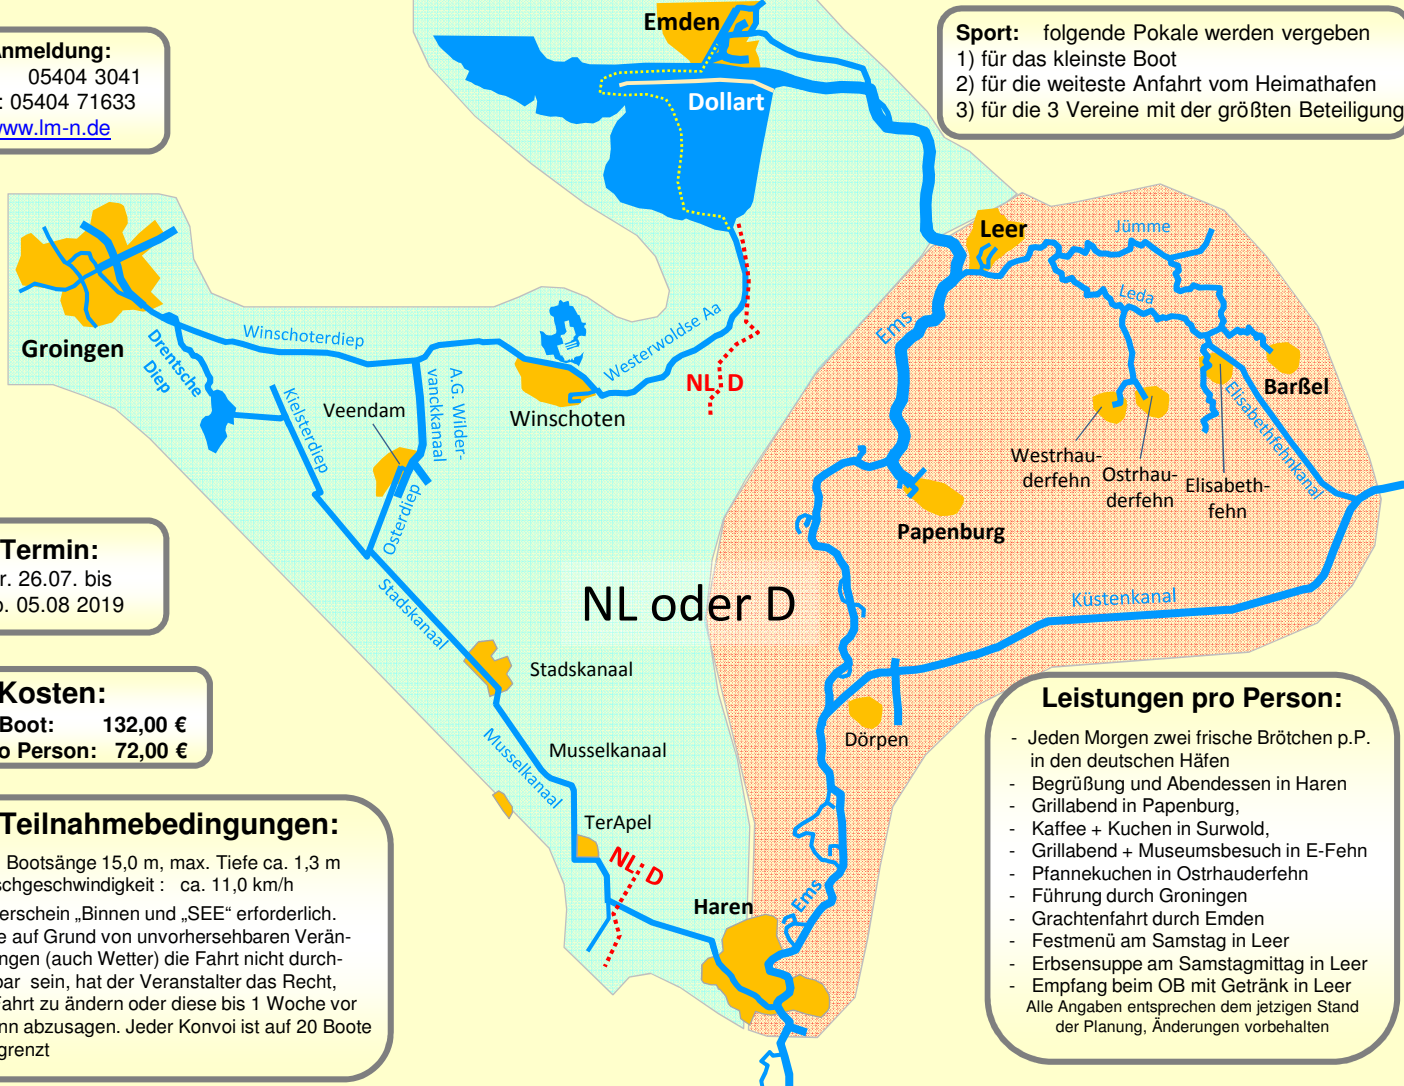 Anmeldung:
05404 3041
: 05404 71633
www.lm-n.de
Emden
Dollart
Sport: folgende Pokale werden vergeben
1) für das kleinste Boot
2) für die weiteste Anfahrt vom Heimathafen
3) für die 3 Vereine mit der größten Beteiligung
Leer
Jümme
Leda
Ems
Groingen
Drentsche
Diep
Winschoterdiep
Westerwoldse Aa
NL D
A.G. Wilder-
vanckkanaal
Kielsterdiep
Veendam
Winschoten
Barßel
Elisabethfehnkanal
Westrhau-
derfehn
Ostrhau-
derfehn
Elisabeth-
fehn
Osterdiep
Papenburg
Termin:
r. 26.07. bis
o. 05.08 2019
NL oder D
Küstenkanal
Stadskanaal
Stadskanaal
Kosten:
Boot: 132,00 €
o Person: 72,00 €
Musselkanaal
Musselkanaal
Dörpen
TerApel
NL D
Haren
Ems
Teilnahmebedingungen:
Bootsänge 15,0 m, max. Tiefe ca. 1,3 m
schgeschwindigkeit : ca. 11,0 km/h
erschein „Binnen und „SEE“ erforderlich.
e auf Grund von unvorhersehbaren Verän-
ngen (auch Wetter) die Fahrt nicht durch-
bar sein, hat der Veranstalter das Recht,
Fahrt zu ändern oder diese bis 1 Woche vor
nn abzusagen. Jeder Konvoi ist auf 20 Boote
grenzt
Leistungen pro Person:
- Jeden Morgen zwei frische Brötchen p.P.
in den deutschen Häfen
- Begrüßung und Abendessen in Haren
- Grillabend in Papenburg,
- Kaffee + Kuchen in Surwold,
- Grillabend + Museumsbesuch in E-Fehn
- Pfannekuchen in Ostrhauderfehn
- Führung durch Groningen
- Grachtenfahrt durch Emden
- Festmenü am Samstag in Leer
- Erbsensuppe am Samstagmittag in Leer
- Empfang beim OB mit Getränk in Leer
Alle Angaben entsprechen dem jetzigen Stand
der Planung, Änderungen vorbehalten